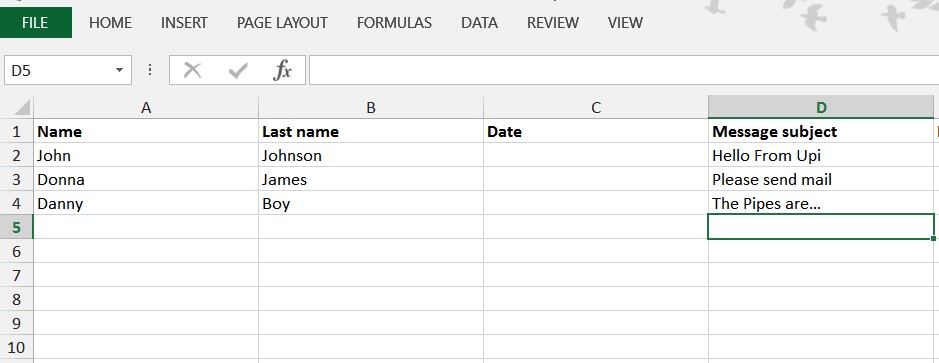 FILE HOME INSERT PAGE LAYOUT FORMULAS DATA REVIEW VIEW
D5 fx
A B C D
1 Name Last name Date Message subject
2 John Johnson Hello From Upi
3 Donna James Please send mail
4 Danny Boy The Pipes are...
5
6
7
8
9
10